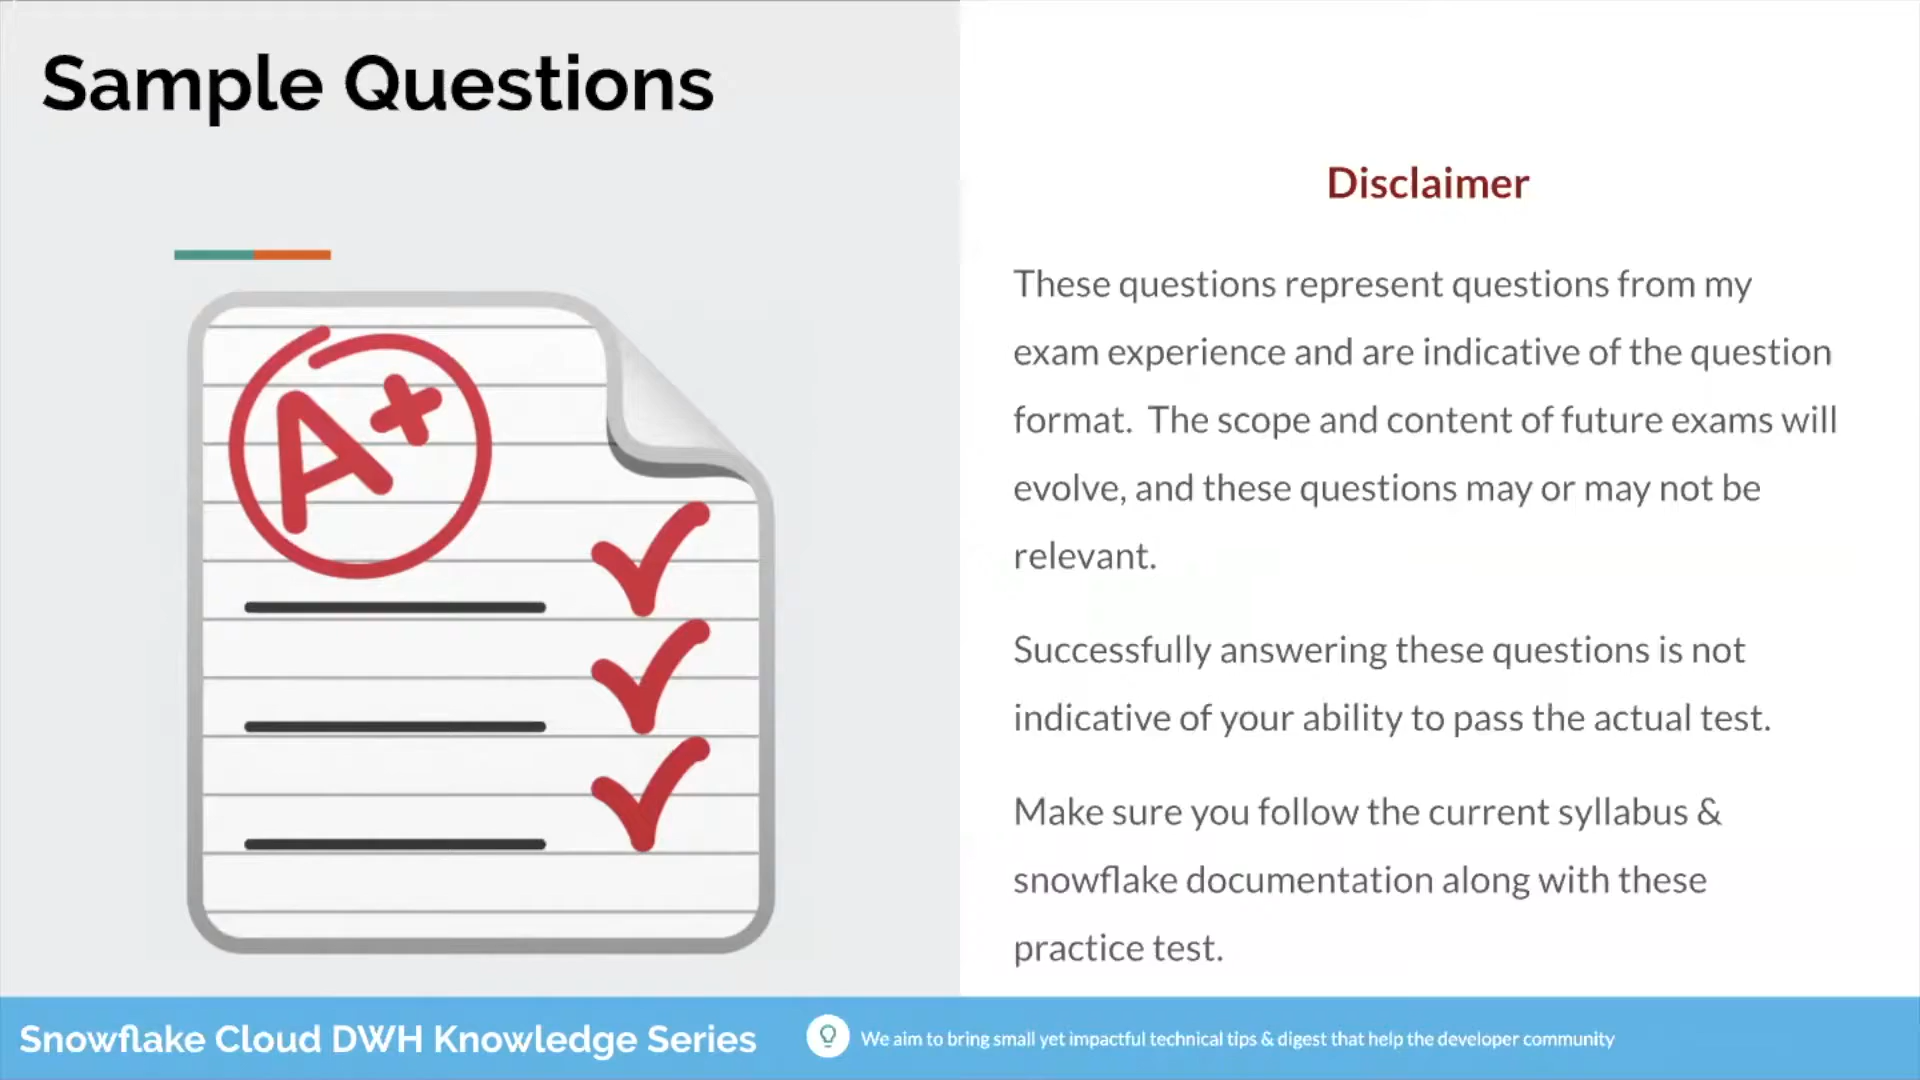 Sample Questions
A+
Disclaimer
These questions represent questions from my
exam experience and are indicative of the question
format.  The scope and content of future exams will
evolve, and these questions may or may not be
relevant.
Successfully answering these questions is not
indicative of your ability to pass the actual test.
Make sure you follow the current syllabus &
snowflake documentation along with these
practice test.
Snowflake Cloud DWH Knowledge Series
We aim to bring small yet impactful technical tips & digest that help the developer community